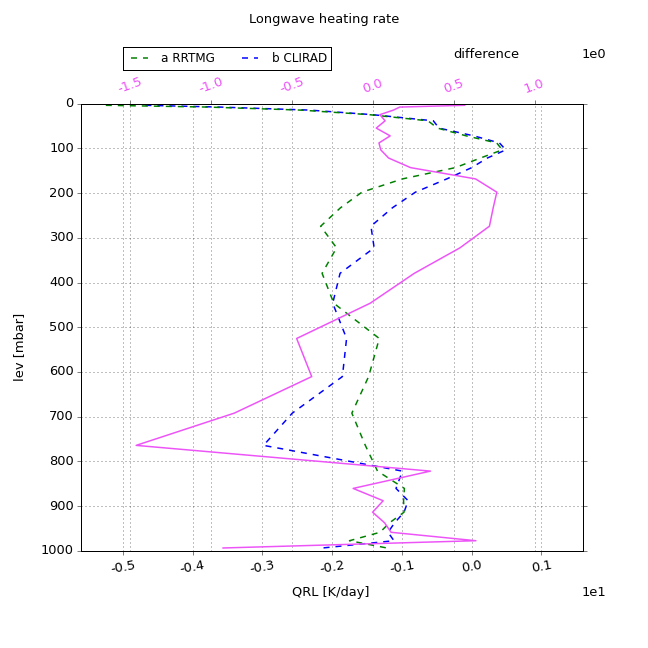 Longwave heating rate
a RRTMG b CLIRAD
difference 1e0
-1.5 -1.0 -0.5 0.0 0.5 1.0
0
100
200
300
400
500
600
700
800
900
1000
lev [mbar]
-0.5 -0.4 -0.3 -0.2 -0.1 0.0 0.1
QRL [K/day] 1e1